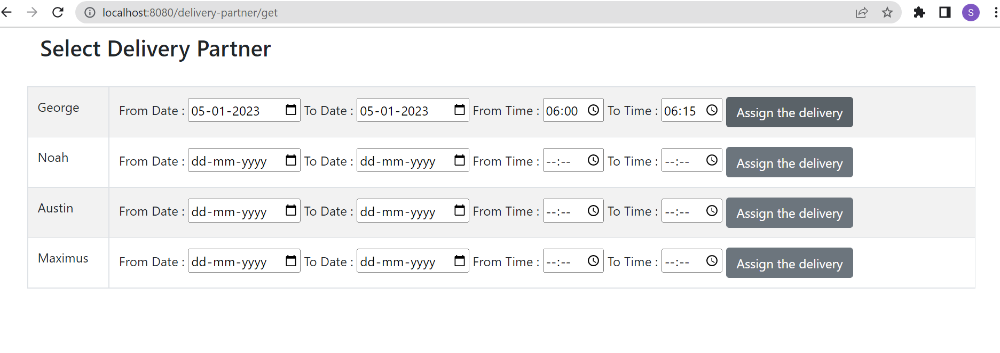 localhost:8080/delivery-partner/get
S
Select Delivery Partner
George From Date : 05-01-2023 To Date : 05-01-2023 From Time : 06:00 To Time : 06:15 Assign the delivery
Noah From Date : dd-mm-yyyy To Date : dd-mm-yyyy From Time : --:-- To Time : --:-- Assign the delivery
Austin From Date : dd-mm-yyyy To Date : dd-mm-yyyy From Time : --:-- To Time : --:-- Assign the delivery
Maximus From Date : dd-mm-yyyy To Date : dd-mm-yyyy From Time : --:-- To Time : --:-- Assign the delivery